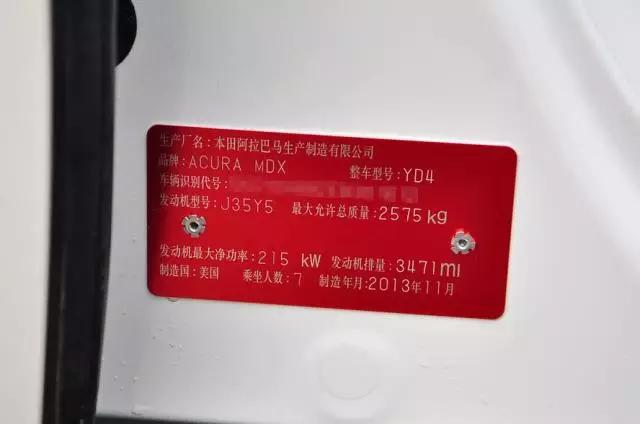 生产厂名：本田阿拉巴马生产制造有限公司
品牌：ACURA MDX 整车型号：YD4
车辆识别代号：
发动机型号：J35Y5 最大允许总质量：2575kg
发动机最大净功率：215 kW 发动机排量：3471ml
制造国：美国 乘坐人数：7 制造年月：2013年11月